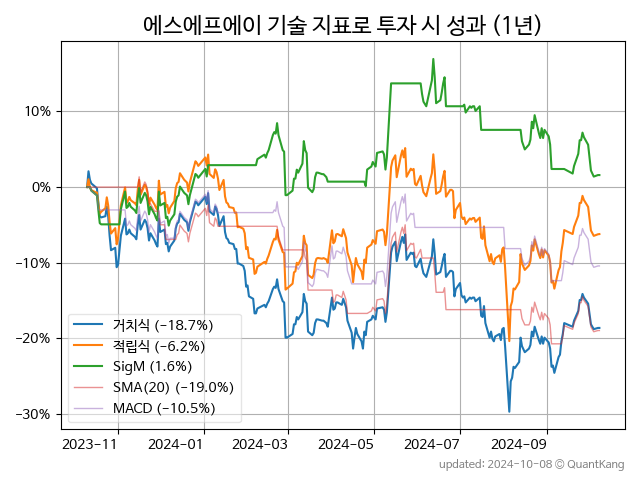 에스에프에이 기술 지표로 투자 시 성과 (1년)
10%
0%
−10%
−20%
−30%
거치식 (−18.7%)
적립식 (−6.2%)
SigM (1.6%)
SMA(20) (−19.0%)
MACD (−10.5%)
2023-11 2024-01 2024-03 2024-05 2024-07 2024-09
updated: 2024-10-08 © QuantKang